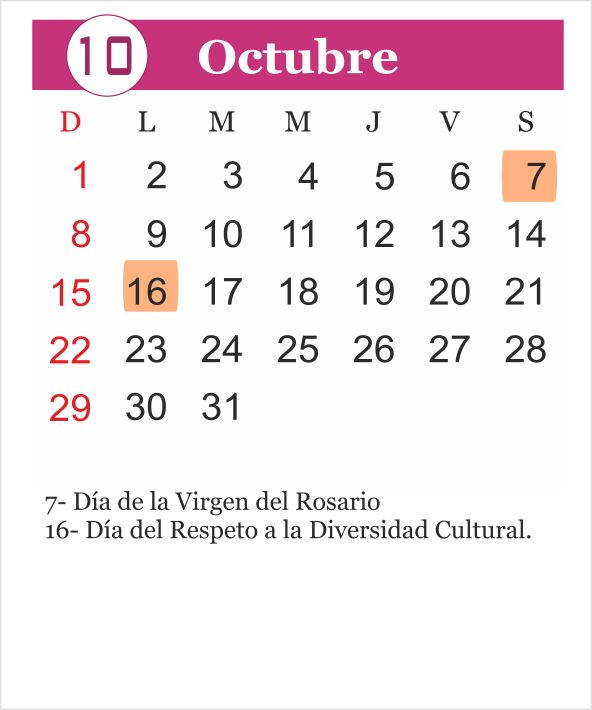 10 Octubre
D L M M J V S
1 2 3 4 5 6 7
8 9 10 11 12 13 14
15 16 17 18 19 20 21
22 23 24 25 26 27 28
29 30 31
7- Día de la Virgen del Rosario
16- Día del Respeto a la Diversidad Cultural.